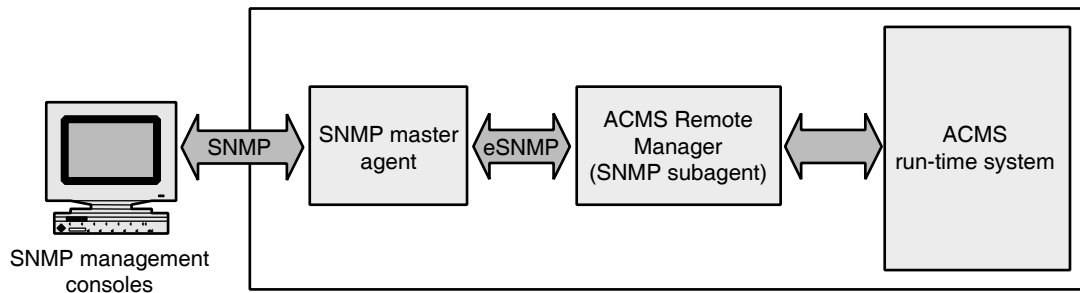 SNMP management
consoles
SNMP
SNMP master
agent
eSNMP
ACMS Remote
Manager
(SNMP subagent)
ACMS
run-time system